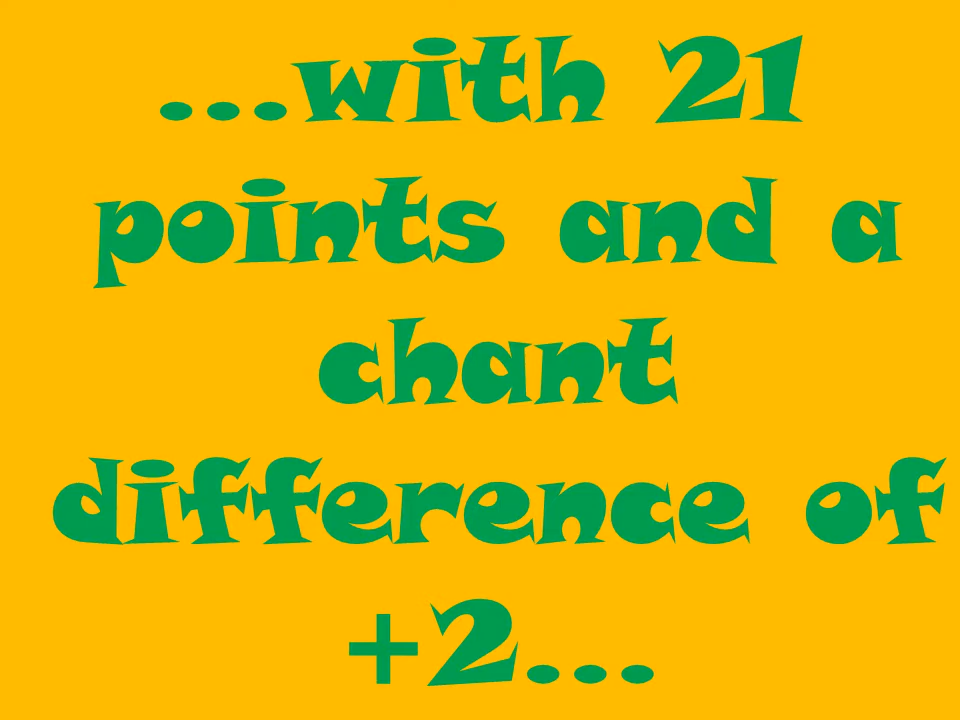 ...with 21
points and a
chant
difference of
+2...